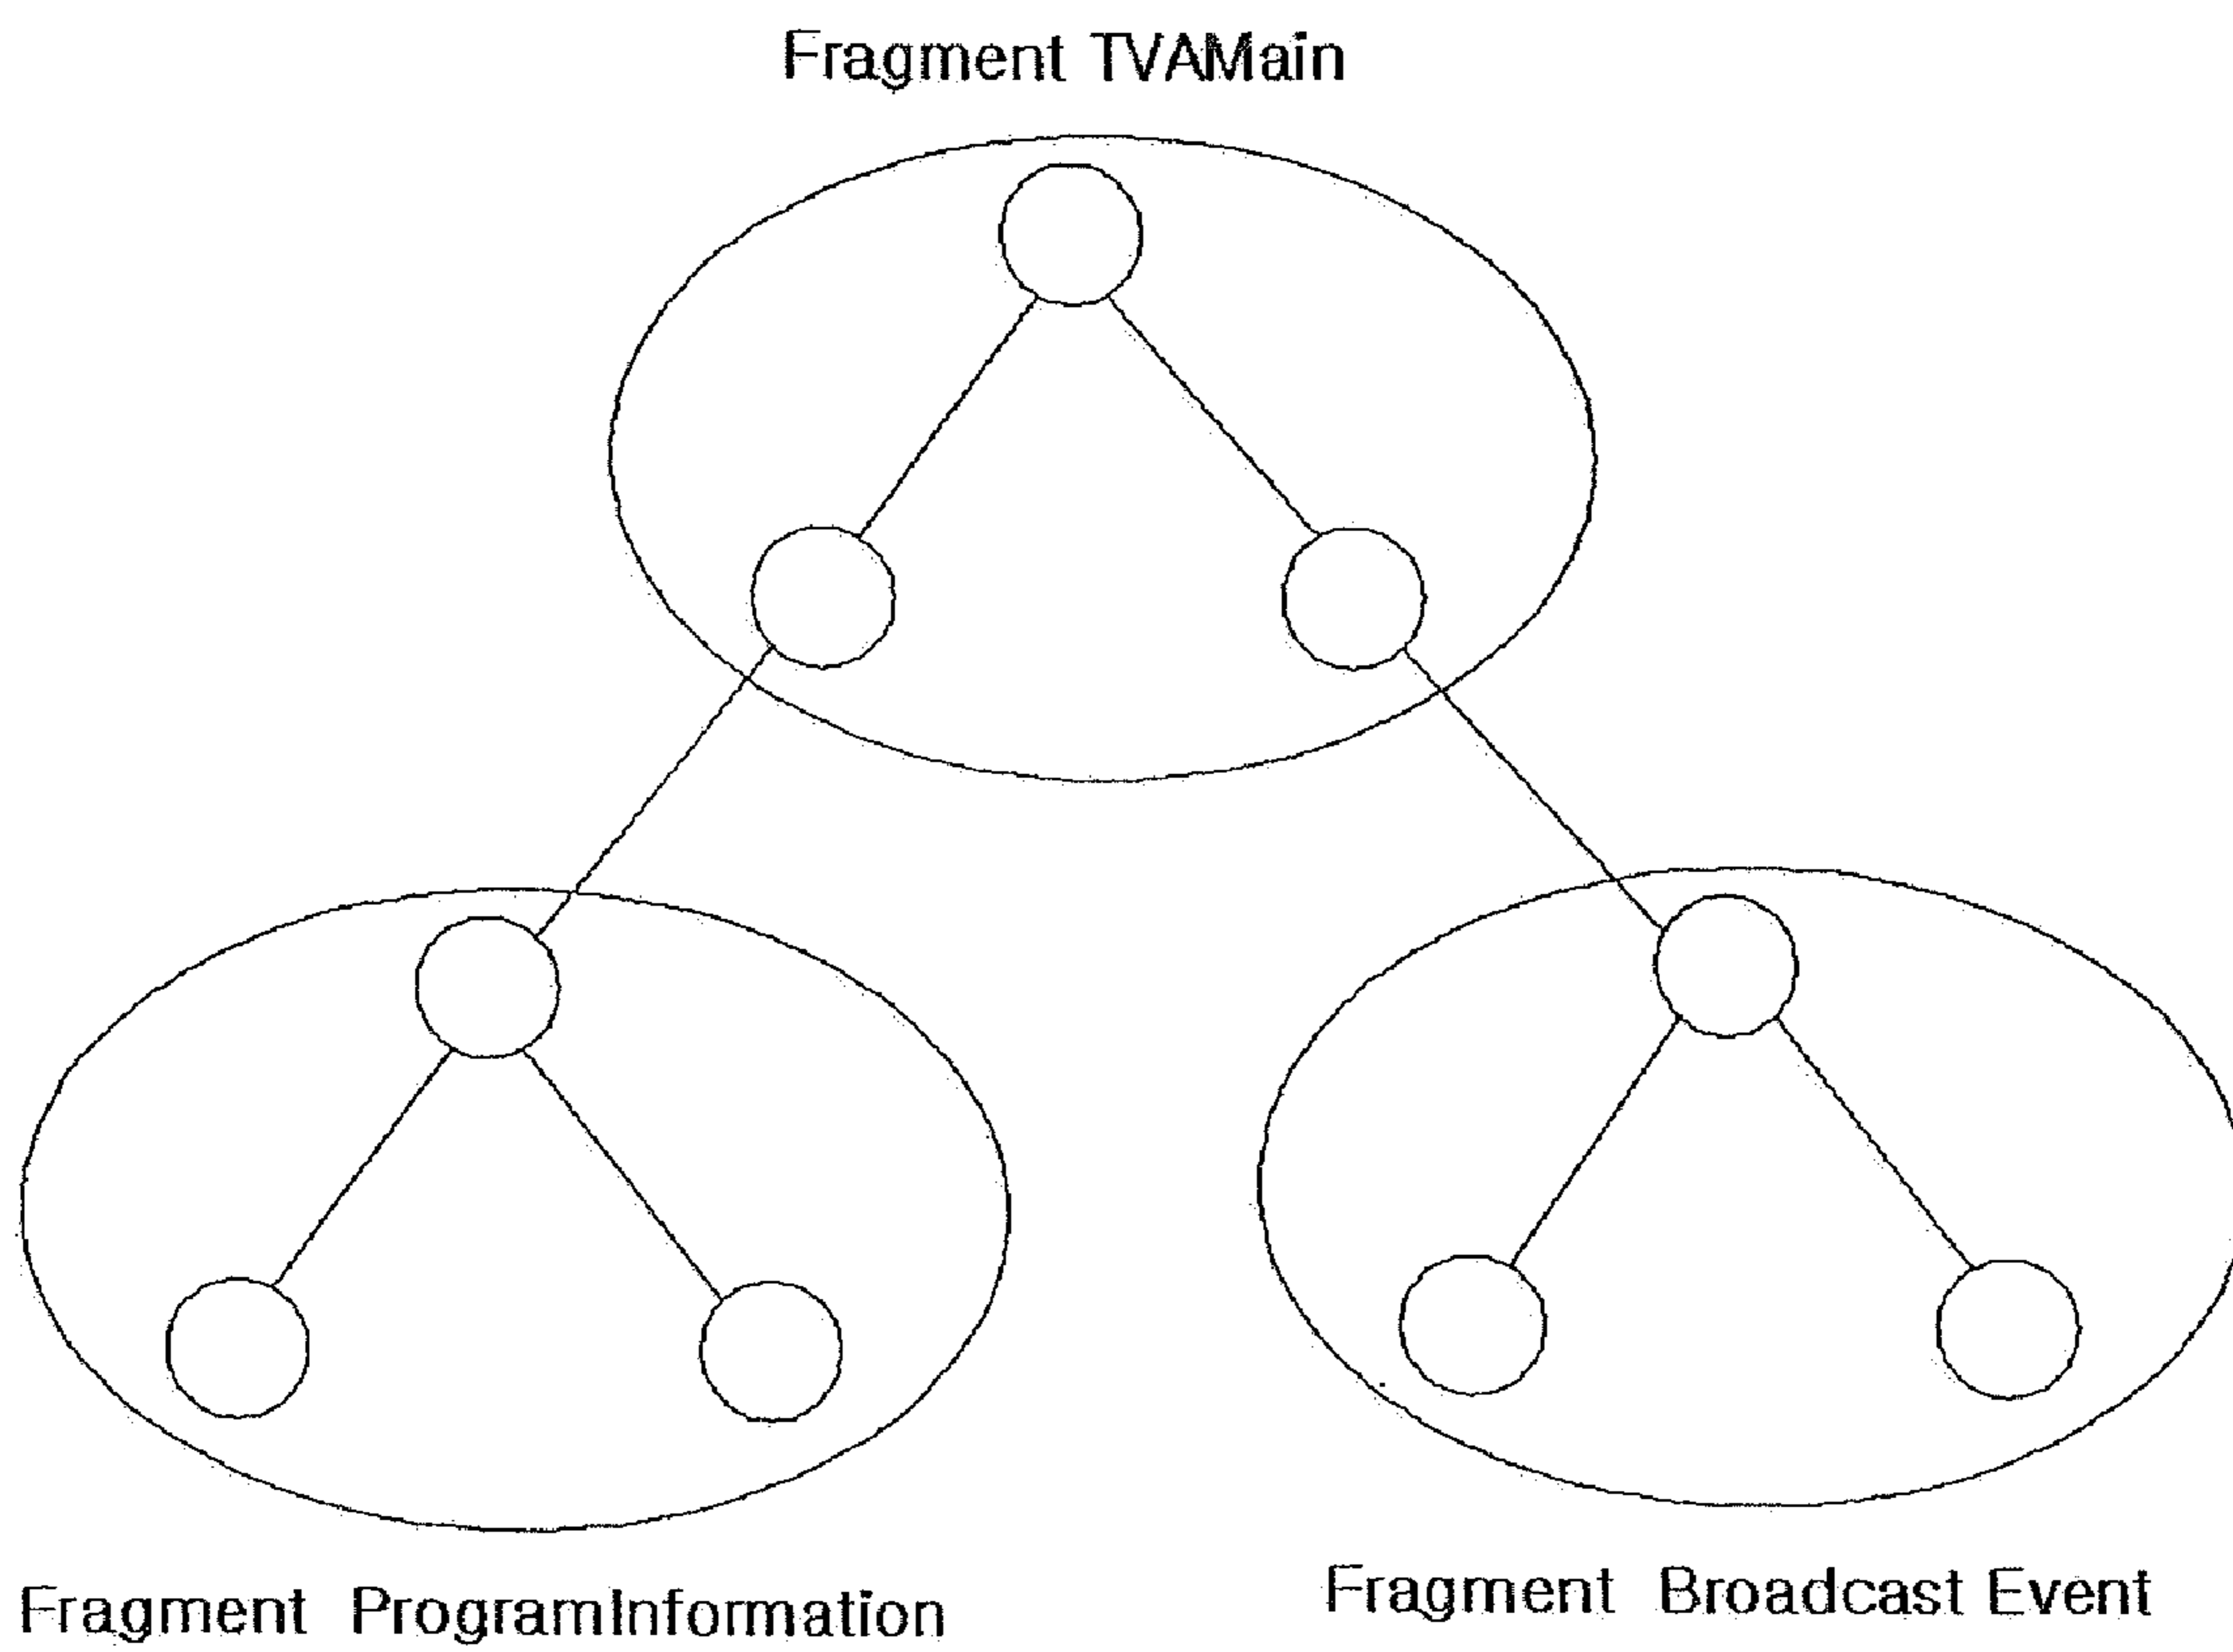 Fragment TVAMain
Fragment ProgramInformation
Fragment Broadcast Event